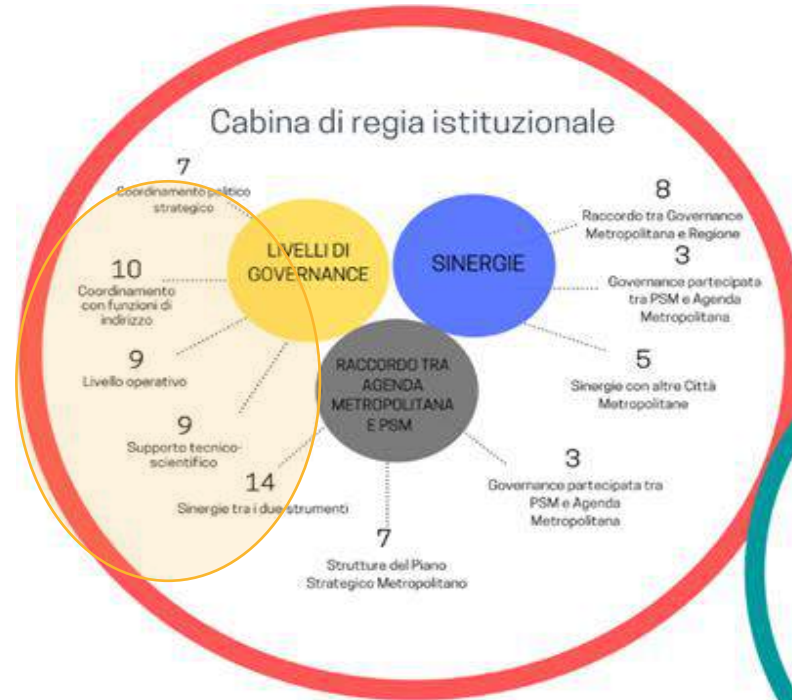 Cabina di regia istituzionale
7
Coordinamento politico
strategico
10
Coordinamento
con funzioni di
indirizzo
9
Livello operativo
9
Supporto tecnico-
scientifico
14
Sinergie tra i due strumenti
LIVELLI DI
GOVERNANCE
SINERGIE
RACCORDO TRA
AGENDA
METROPOLITANA
E PSM
8
Raccordo tra Governance
Metropolitana e Regione
3
Governance partecipata
tra PSM e Agenda
Metropolitana
5
Sinergie con altre Città
Metropolitane
3
Governance partecipata tra
PSM e Agenda
Metropolitana
7
Strutture del Piano
Strategico Metropolitano